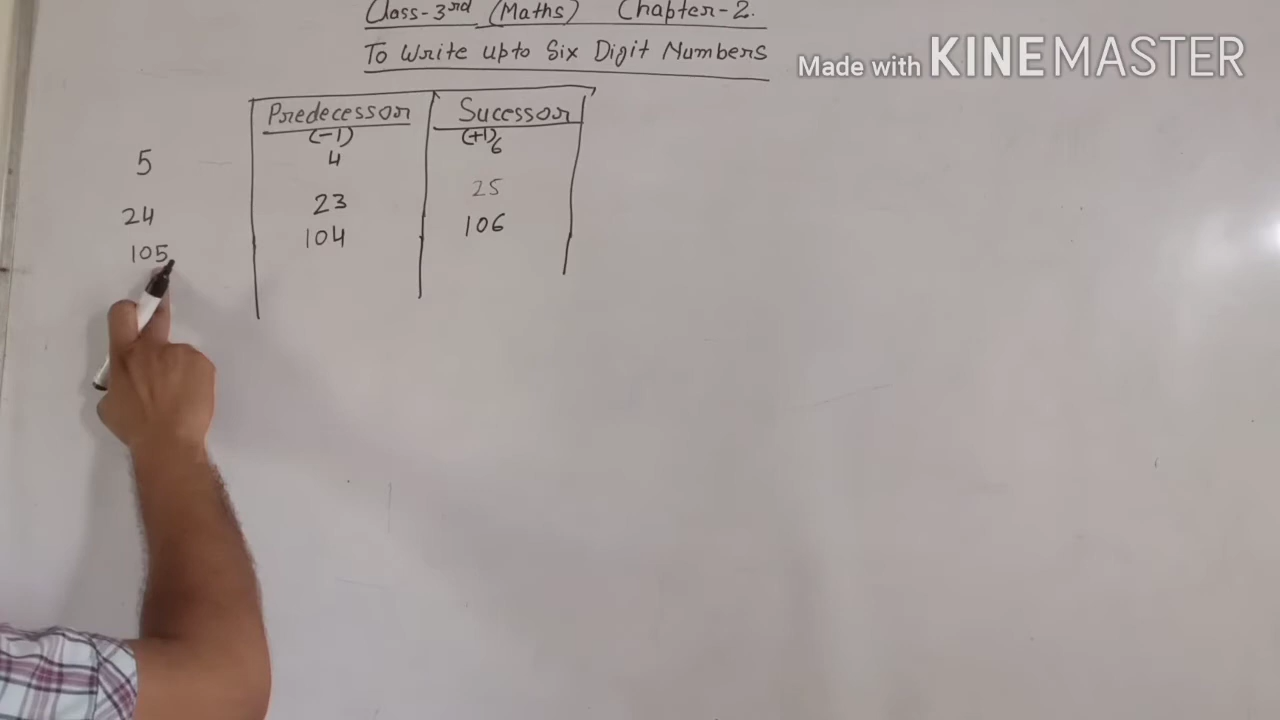 Class-3rd (Maths) Chapter-2.
To Write upto Six Digit Numbers
Made with KINEMASTER
Predecessor Sucessor
(-1) (+1)
5 4 6
24 23 25
105 104 106